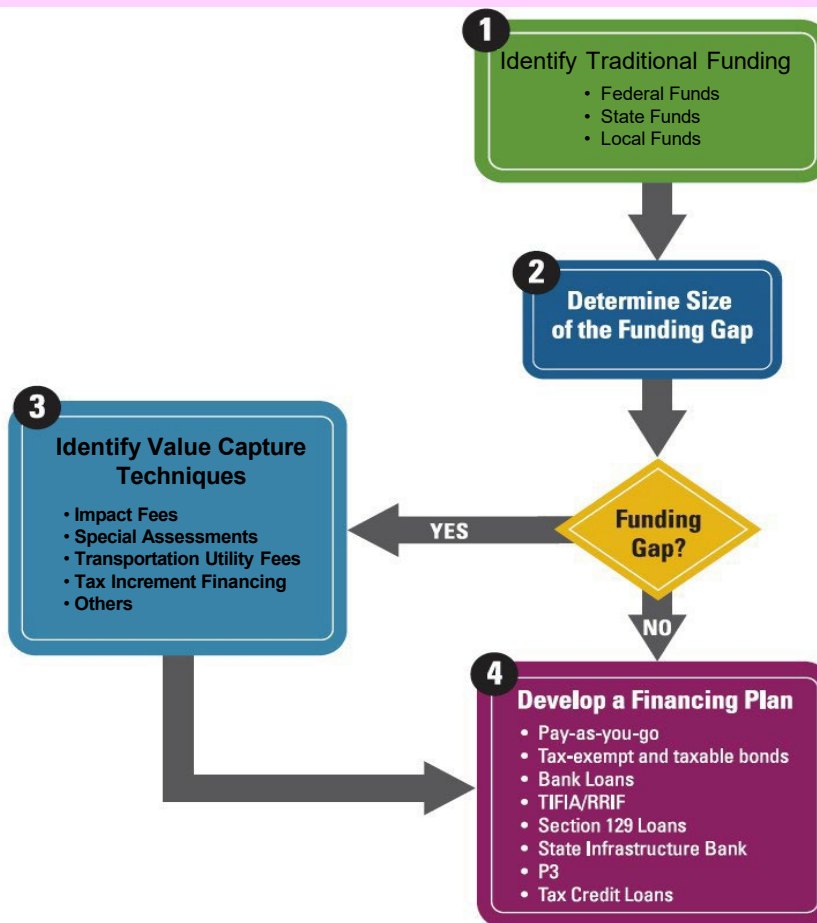 1
Identify Traditional Funding
• Federal Funds
• State Funds
• Local Funds
2
Determine Size
of the Funding Gap
Funding
Gap?
YES
NO
3
Identify Value Capture
Techniques
• Impact Fees
• Special Assessments
• Transportation Utility Fees
• Tax Increment Financing
• Others
4
Develop a Financing Plan
• Pay-as-you-go
• Tax-exempt and taxable bonds
• Bank Loans
• TIFIA/RRIF
• Section 129 Loans
• State Infrastructure Bank
• P3
• Tax Credit Loans